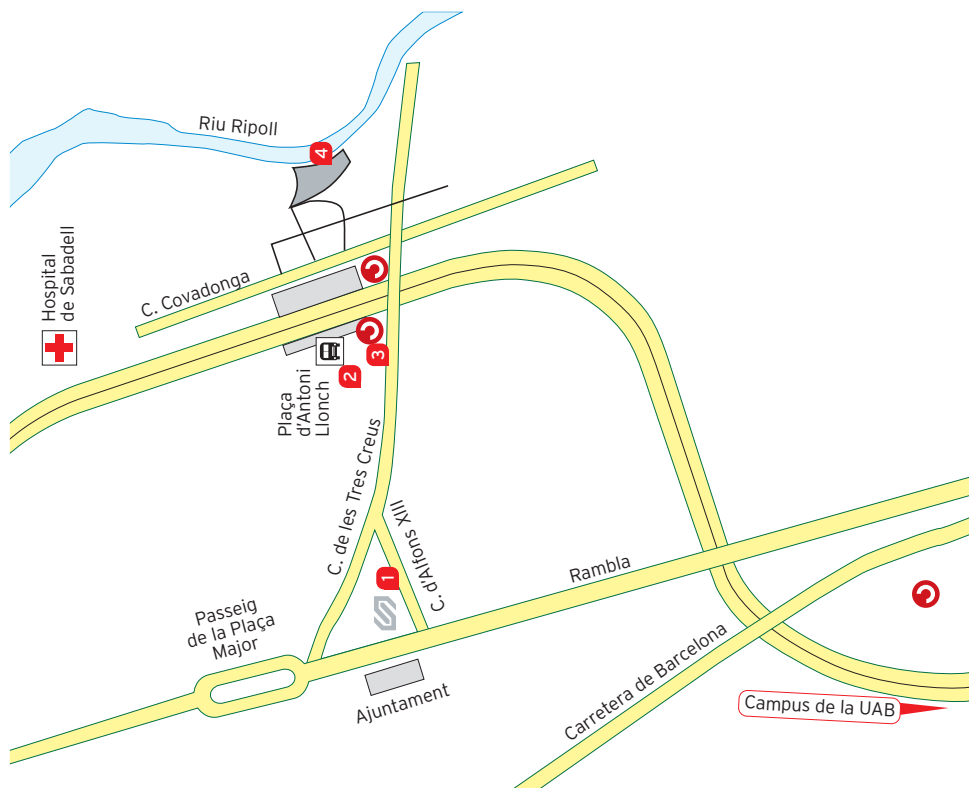 Riu Ripoll
4
Hospital
de Sabadell
C. Covadonga
3
2
Plaça
d'Antoni
Llonch
C. de les Tres Creus
C. d'Alfons XIII
1
Rambla
Passeig
de la Plaça
Major
Ajuntament
Carretera de Barcelona
Campus de la UAB